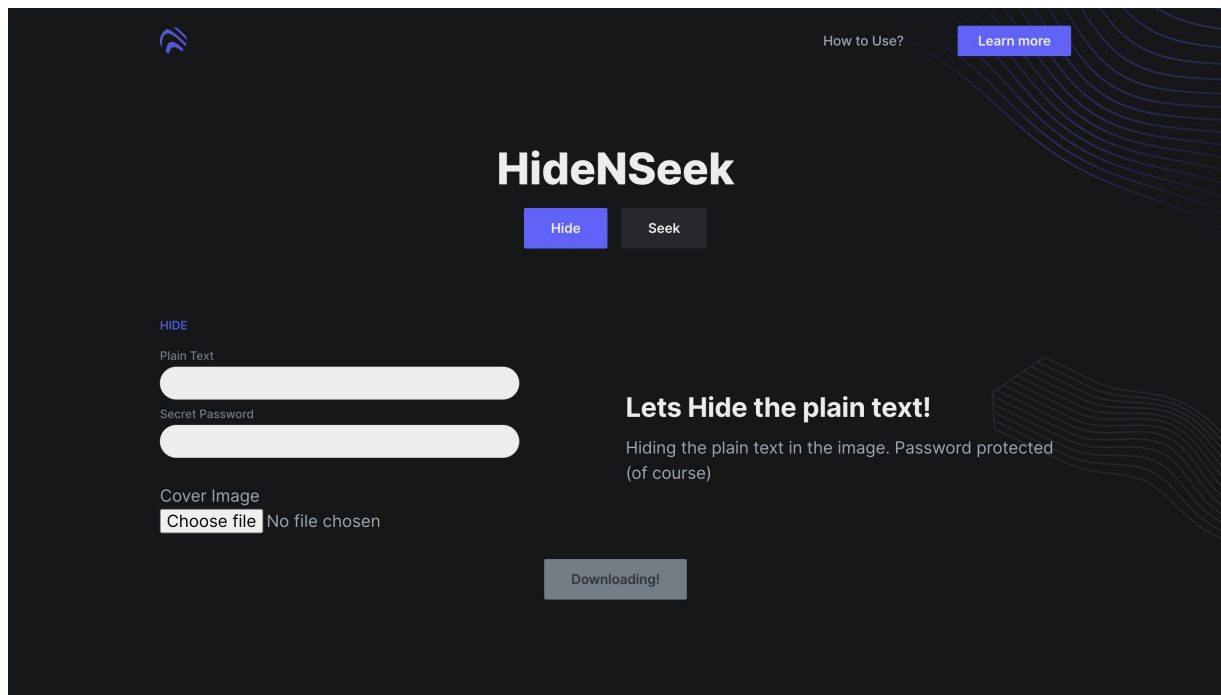 How to Use?
Learn more
HideNSeek
Hide
Seek
HIDE
Plain Text
Secret Password
Cover Image
Choose file No file chosen
Lets Hide the plain text!
Hiding the plain text in the image. Password protected
(of course)
Downloading!